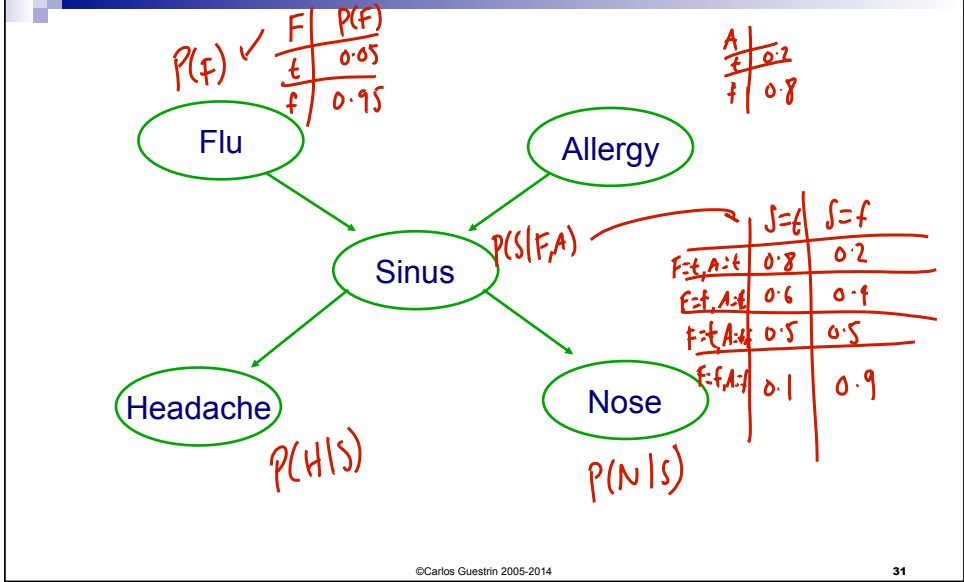 F P(F)
P(F) ✓
t 0.05
f 0.95
A
t 0.2
f 0.8
Flu
Allergy
Sinus
P(S|F,A)
S=t S=f
F=t, A=t 0.8 0.2
F=f, A=t 0.6 0.4
F=t, A=f 0.5 0.5
F=f, A=f 0.1 0.9
Headache
Nose
P(H|S)
P(N|S)
©Carlos Guestrin 2005-2014
31